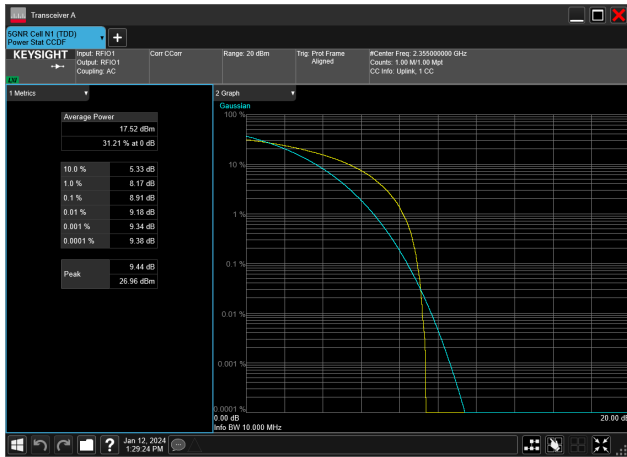 Transceiver A
5GNR Cell N1 (TDD)
Power Stat CCDF
KEYSIGHT
Input: RFIO1
Output: RFIO1
Coupling: AC
Corr CCorr
Range: 20 dBm
Trig: Prot Frame
Aligned
#Center Freq: 2.355000000 GHz
Counts: 1.00 M/1.00 Mpt
CC Info: Uplink, 1 CC
LXI
1 Metrics
Average Power
17.52 dBm
31.21 % at 0 dB
10.0 % 5.33 dB
1.0 % 8.17 dB
0.1 % 8.91 dB
0.01 % 9.18 dB
0.001 % 9.34 dB
0.0001 % 9.38 dB
Peak
9.44 dB
26.96 dBm
2 Graph
Gaussian
100 %
10 %
1 %
0.1 %
0.01 %
0.001 %
0.0001 %
0.00 dB
20.00 dB
Info BW 10.000 MHz
Jan 12, 2024
1:29:24 PM